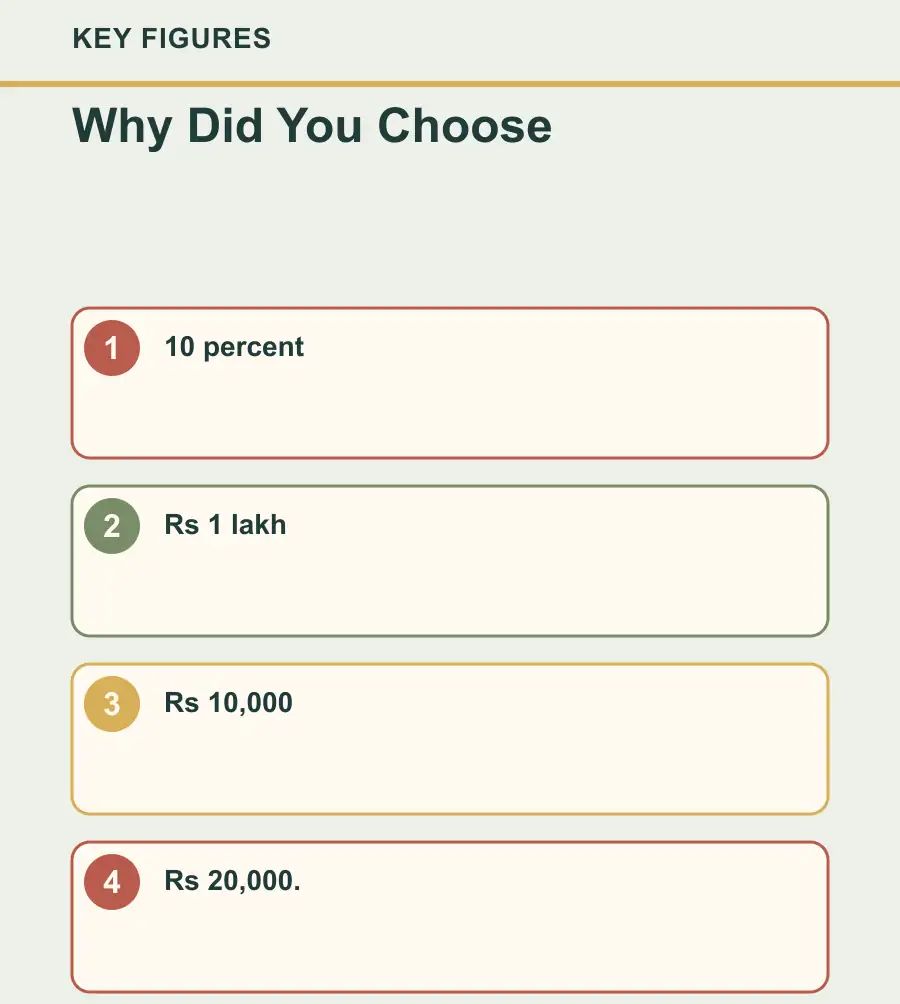 KEY FIGURES
Why Did You Choose
1 10 percent
2 Rs 1 lakh
3 Rs 10,000
4 Rs 20,000.